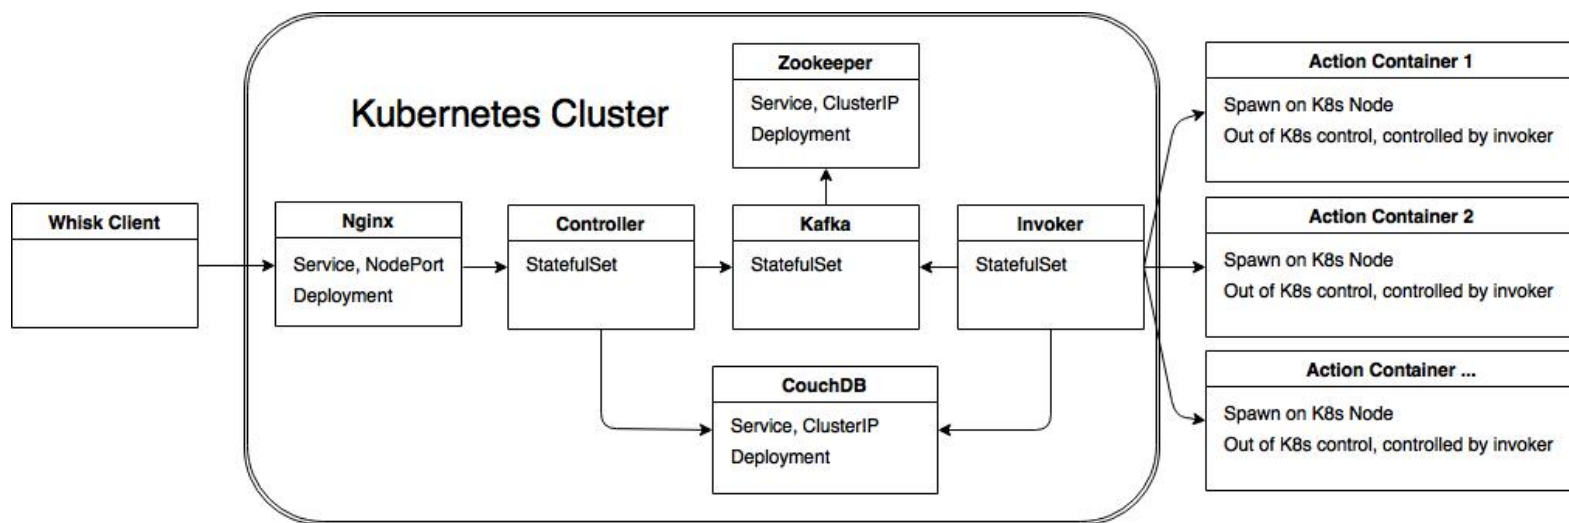 Kubernetes Cluster
Whisk Client
Nginx
Service, NodePort
Deployment
Controller
StatefulSet
Zookeeper
Service, ClusterIP
Deployment
Kafka
StatefulSet
Invoker
StatefulSet
CouchDB
Service, ClusterIP
Deployment
Action Container 1
Spawn on K8s Node
Out of K8s control, controlled by invoker
Action Container 2
Spawn on K8s Node
Out of K8s control, controlled by invoker
Action Container ...
Spawn on K8s Node
Out of K8s control, controlled by invoker